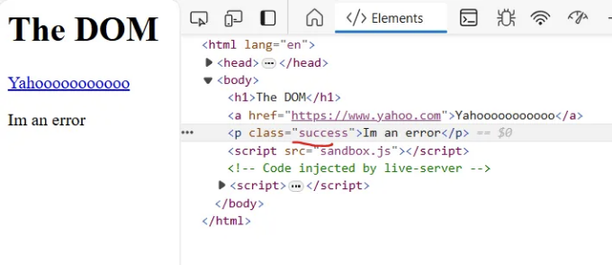 The DOM
Yahooooooooooo
Im an error
Elements
<html lang="en">
<head> ... </head>
<body>
<h1>The DOM</h1>
<a href="https://www.yahoo.com">Yahooooooooooo</a>
<p class="success">Im an error</p> == $0
<script src="sandbox.js"></script>
<!-- Code injected by live-server -->
<script> ... </script>
</body>
</html>